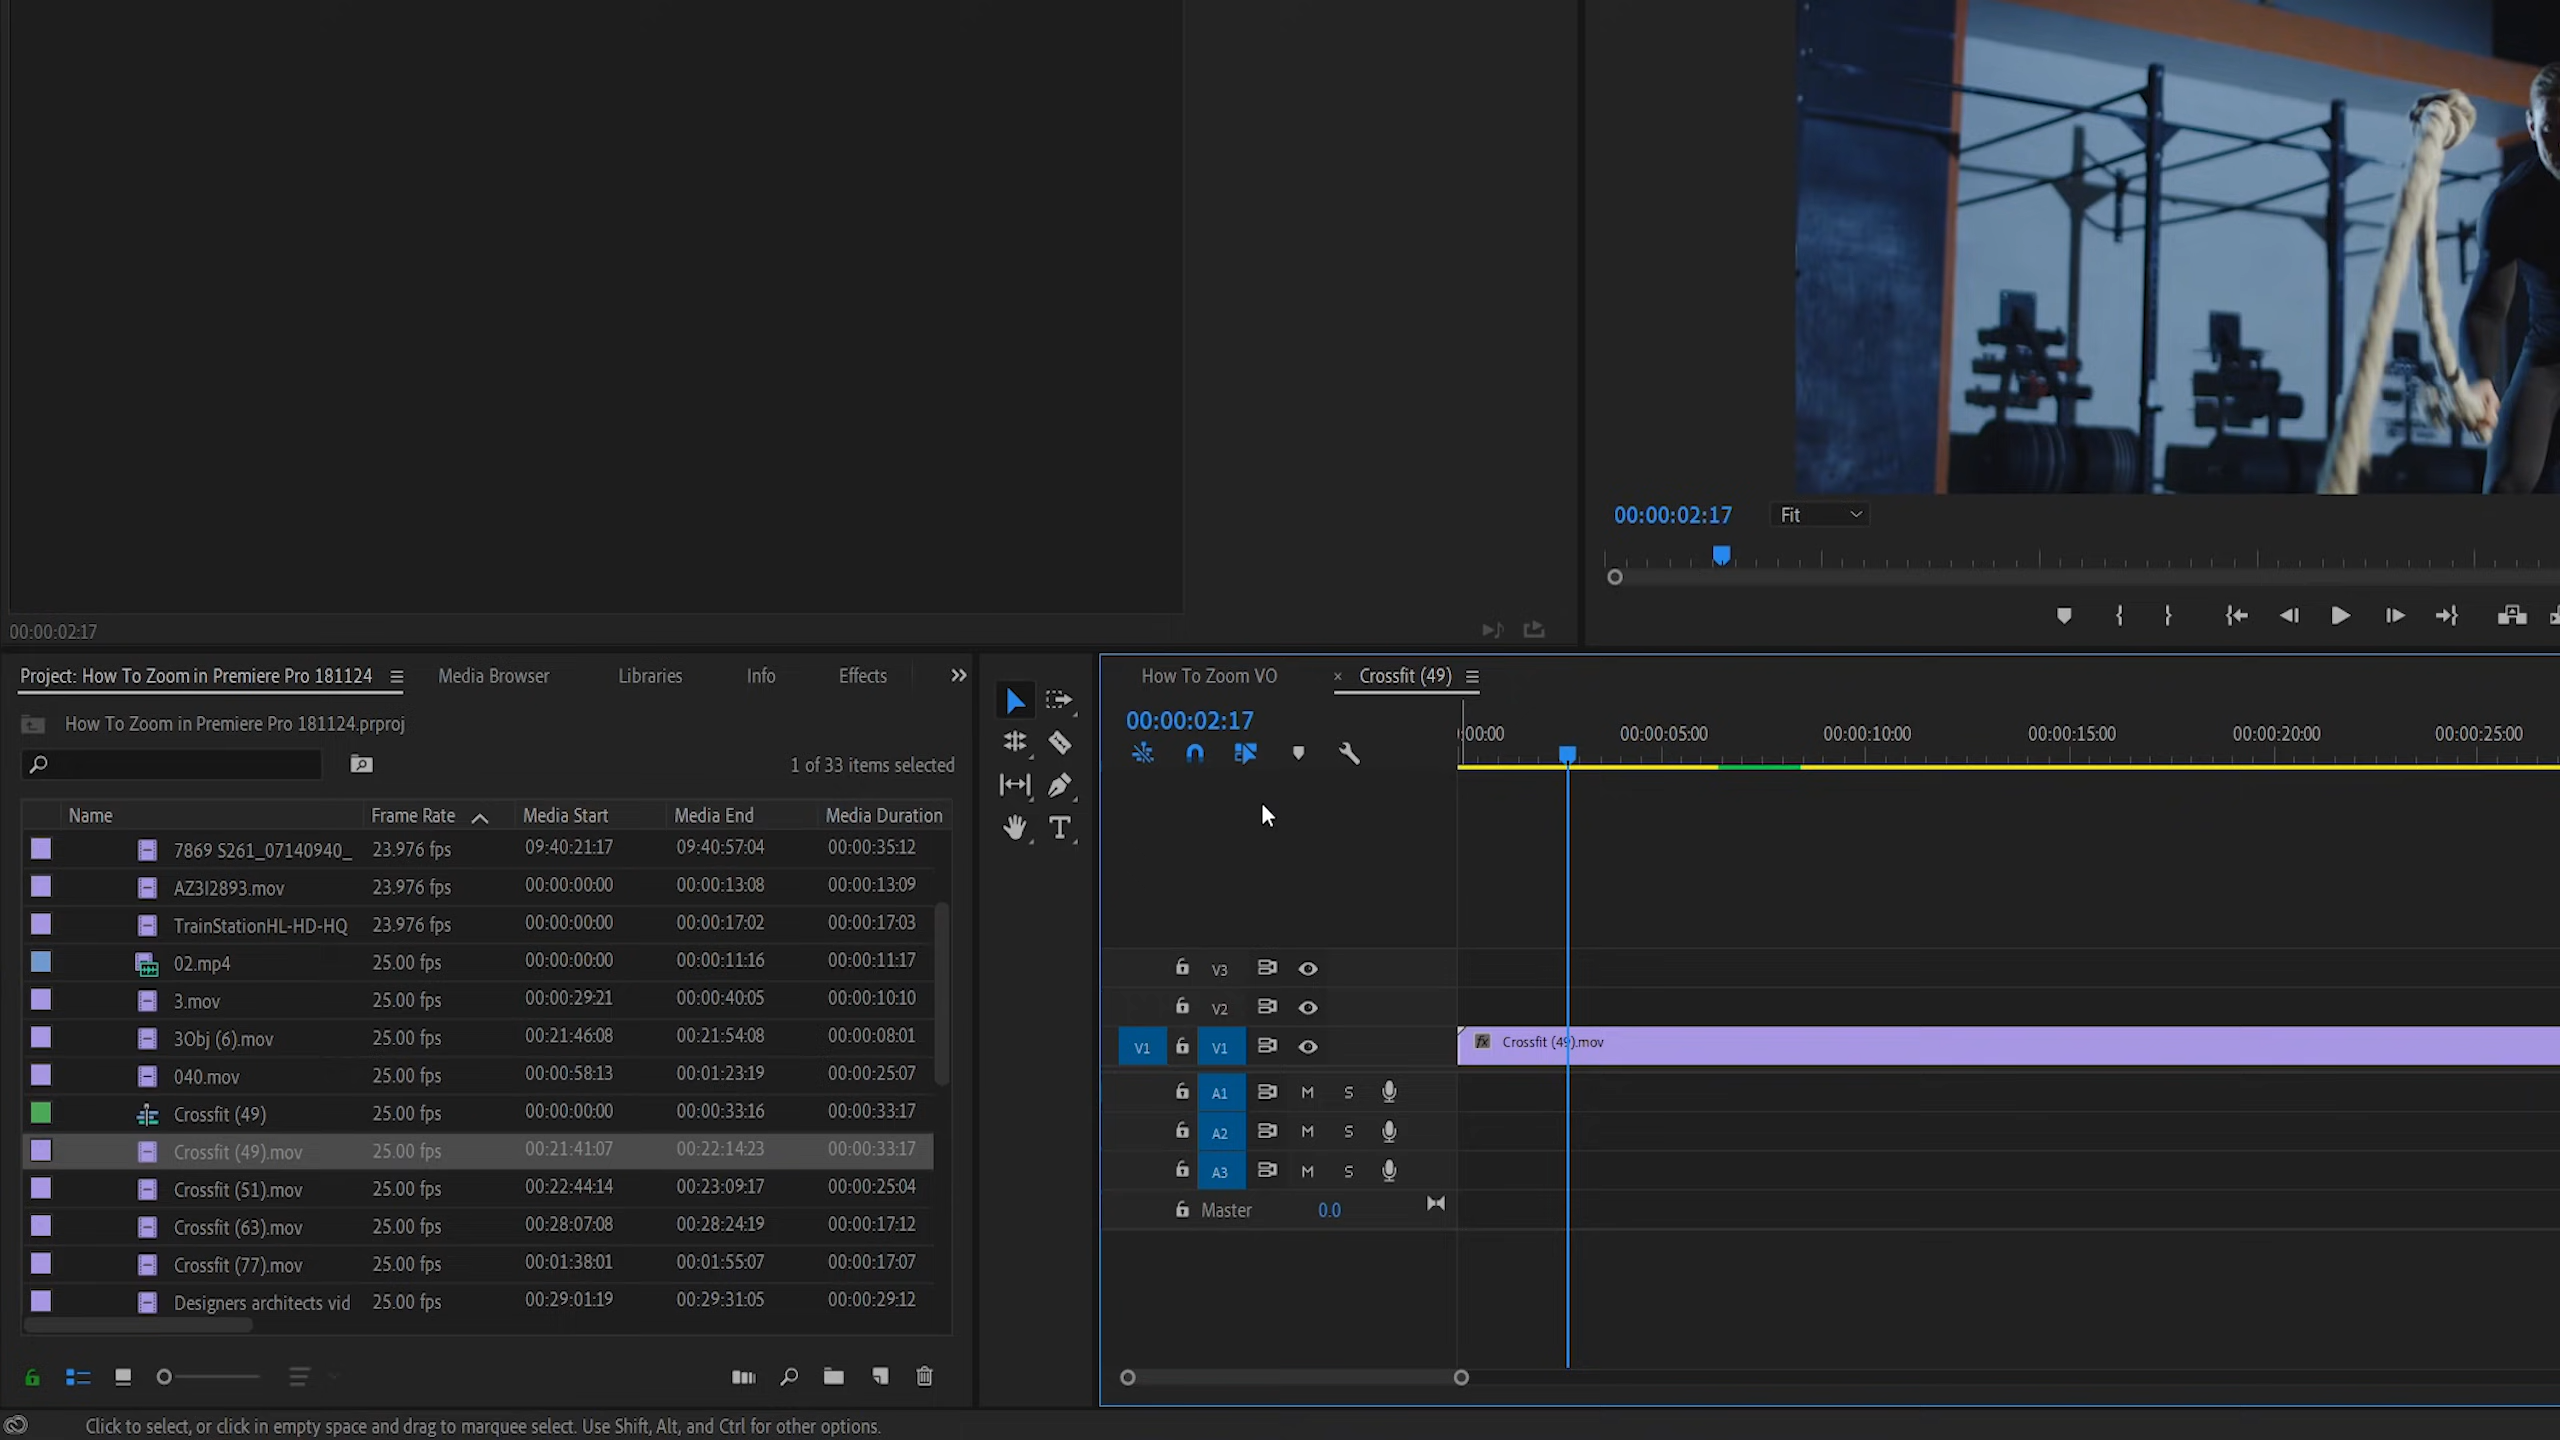 00:00:02:17
Fit
00:00:02:17
Project: How To Zoom in Premiere Pro 181124
Media Browser
Libraries
Info
Effects
How To Zoom in Premiere Pro 181124.prproj
1 of 33 items selected
Name Frame Rate Media Start Media End Media Duration
7869 S261_07140940_ 23.976 fps 09:40:21:17 09:40:57:04 00:00:35:12
AZ3I2893.mov 23.976 fps 00:00:00:00 00:00:13:08 00:00:13:09
TrainStationHL-HD-HQ 23.976 fps 00:00:00:00 00:00:17:02 00:00:17:03
02.mp4 25.00 fps 00:00:00:00 00:00:11:16 00:00:11:17
3.mov 25.00 fps 00:00:29:21 00:00:40:05 00:00:10:10
3Obj (6).mov 25.00 fps 00:21:46:08 00:21:54:08 00:00:08:01
040.mov 25.00 fps 00:00:58:13 00:01:23:19 00:00:25:07
Crossfit (49) 25.00 fps 00:00:00:00 00:00:33:16 00:00:33:17
Crossfit (49).mov 25.00 fps 00:21:41:07 00:22:14:23 00:00:33:17
Crossfit (51).mov 25.00 fps 00:22:44:14 00:23:09:17 00:00:25:04
Crossfit (63).mov 25.00 fps 00:28:07:08 00:28:24:19 00:00:17:12
Crossfit (77).mov 25.00 fps 00:01:38:01 00:01:55:07 00:00:17:07
Designers architects vid 25.00 fps 00:29:01:19 00:29:31:05 00:00:29:12
How To Zoom VO
× Crossfit (49)
00:00:02:17
:00:00 00:00:05:00 00:00:10:00 00:00:15:00 00:00:20:00 00:00:25:00
V3
V2
V1 V1
fx Crossfit (49).mov
A1 M S
A2 M S
A3 M S
Master 0.0
Click to select, or click in empty space and drag to marquee select. Use Shift, Alt, and Ctrl for other options.